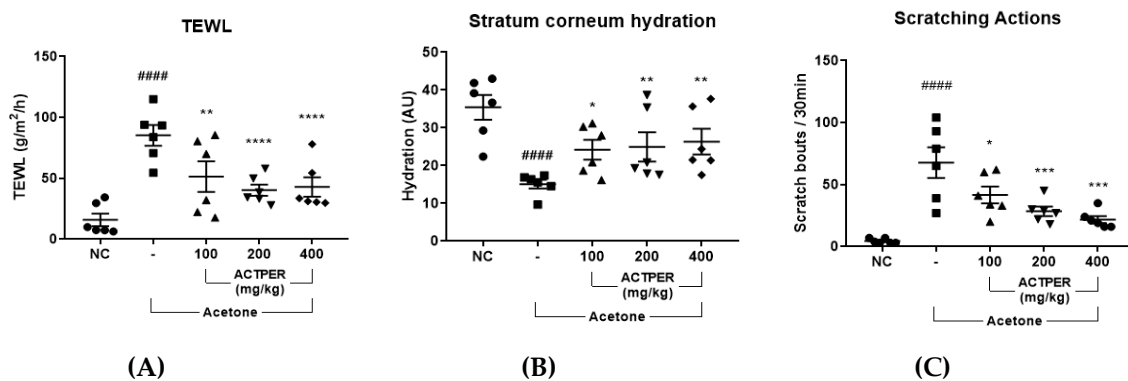 TEWL
150
100
50
0
TEWL (g/m²/h)
####
**
****
****
NC
-
100
200
400
ACTPER
(mg/kg)
Acetone
(A)
Stratum corneum hydration
50
40
30
20
10
0
Hydration (AU)
####
*
**
**
NC
-
100
200
400
ACTPER
(mg/kg)
Acetone
(B)
Scratching Actions
150
100
50
0
Scratch bouts / 30min
####
*
***
***
NC
-
100
200
400
ACTPER
(mg/kg)
Acetone
(C)